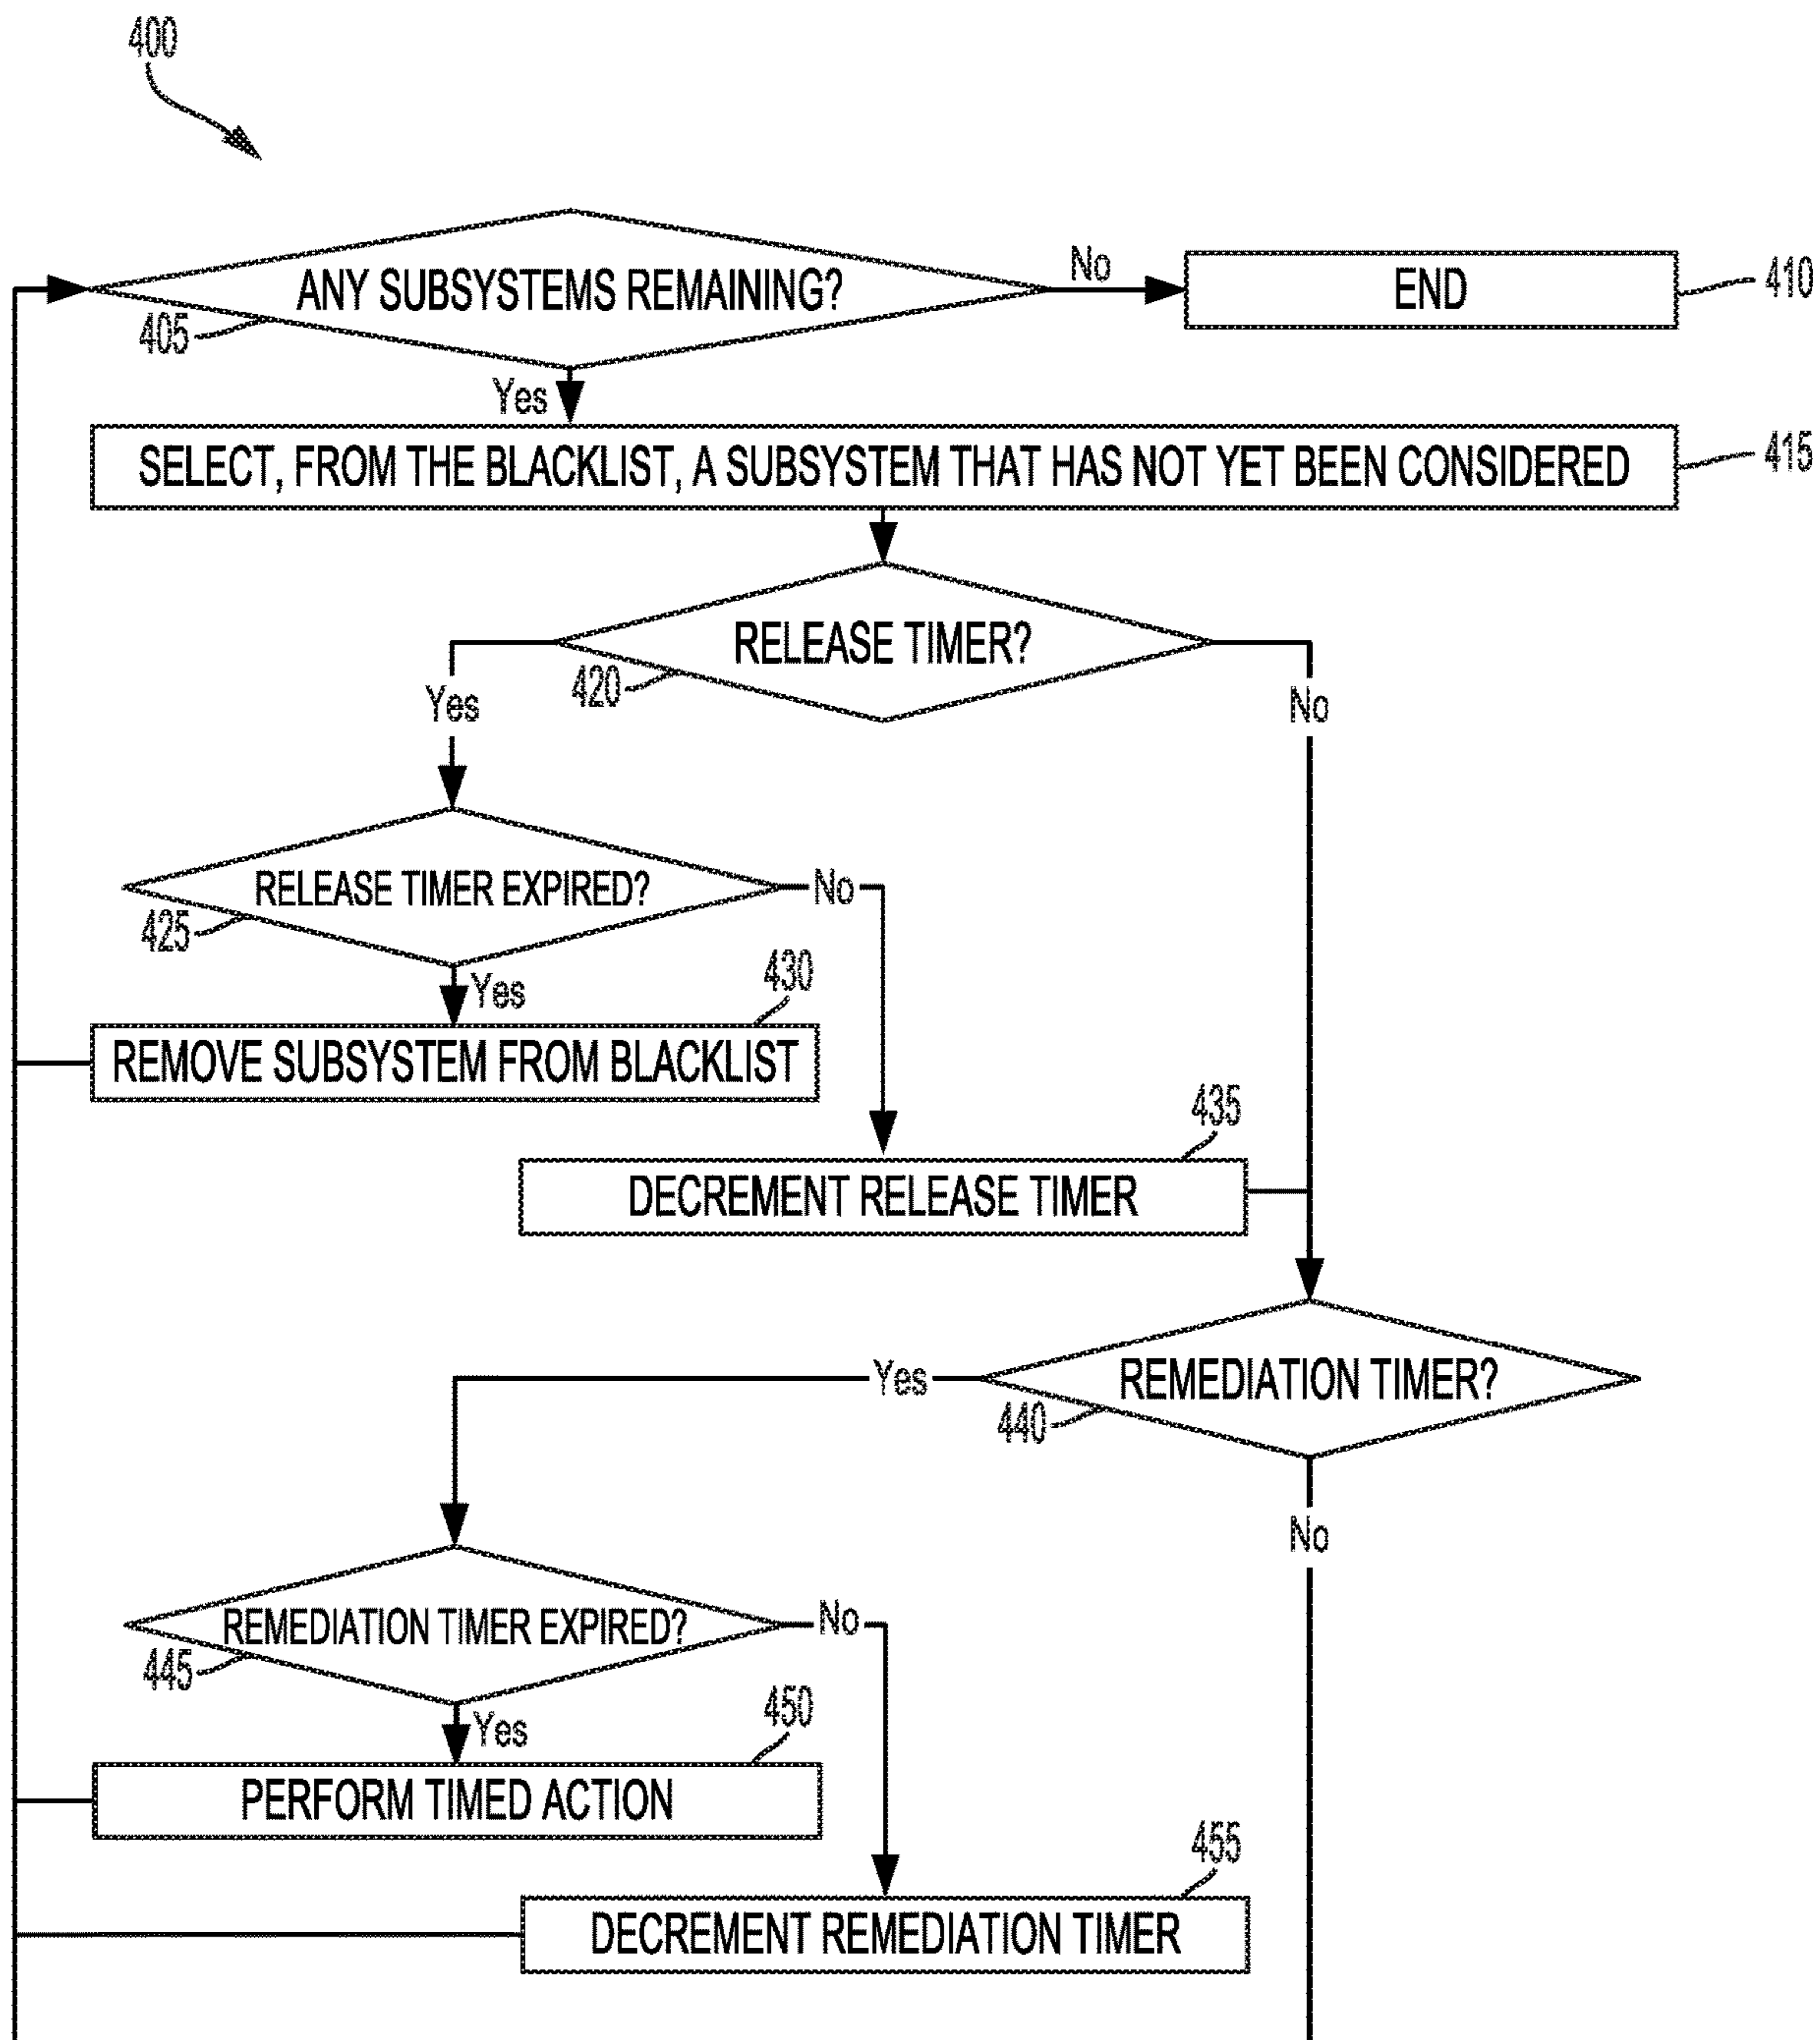 400
ANY SUBSYSTEMS REMAINING?
405
No
END
410
Yes
SELECT, FROM THE BLACKLIST, A SUBSYSTEM THAT HAS NOT YET BEEN CONSIDERED
415
RELEASE TIMER?
420
Yes
No
RELEASE TIMER EXPIRED?
425
No
Yes
430
REMOVE SUBSYSTEM FROM BLACKLIST
435
DECREMENT RELEASE TIMER
REMEDIATION TIMER?
440
Yes
No
REMEDIATION TIMER EXPIRED?
445
No
Yes
450
PERFORM TIMED ACTION
455
DECREMENT REMEDIATION TIMER